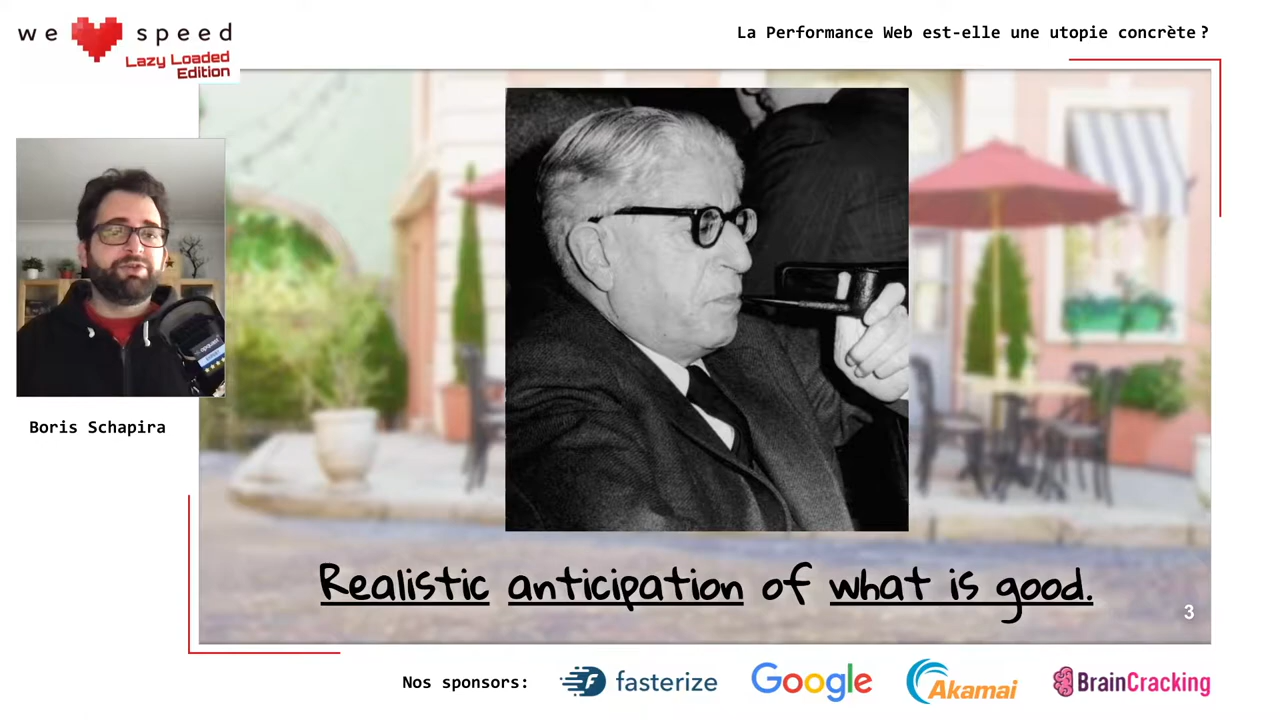 we speed
Lazy Loaded
Edition
La Performance Web est-elle une utopie concrète ?
Boris Schapira
Realistic anticipation of what is good.
3
Nos sponsors:
fasterize
Google
Akamai
BrainCracking